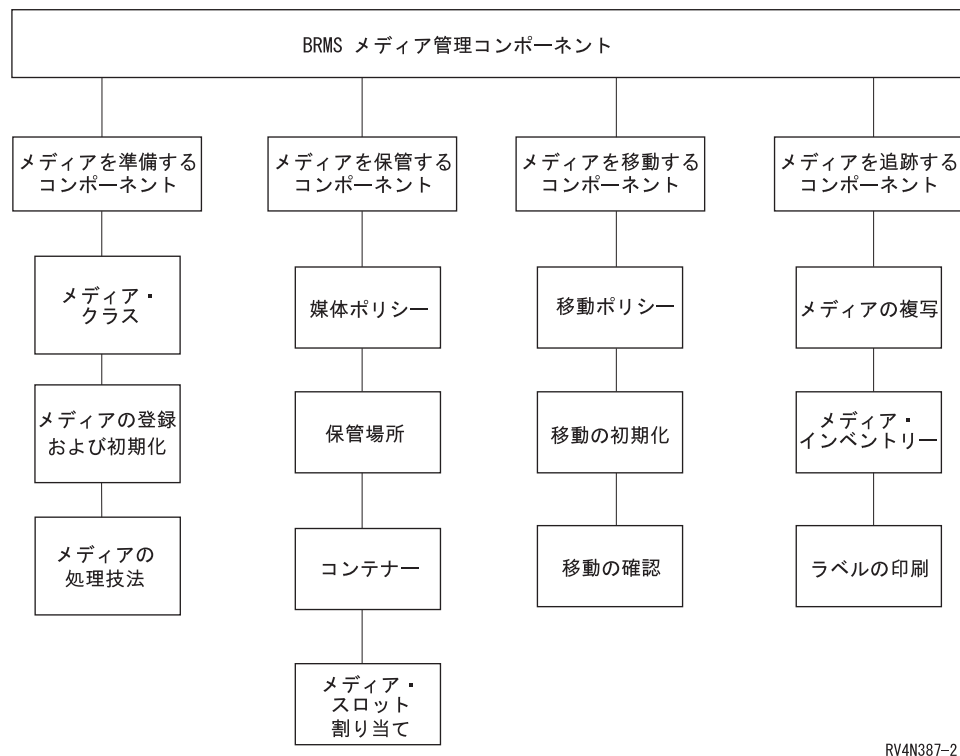 BRMS メディア管理コンポーネント
メディアを準備する
コンポーネント
メディア・
クラス
メディアの登録
および初期化
メディアの
処理技法
メディアを保管する
コンポーネント
媒体ポリシー
保管場所
コンテナー
メディア・
スロット
割り当て
メディアを移動する
コンポーネント
移動ポリシー
移動の初期化
移動の確認
メディアを追跡する
コンポーネント
メディアの複写
メディア・
インベントリー
ラベルの印刷
RV4N387-2